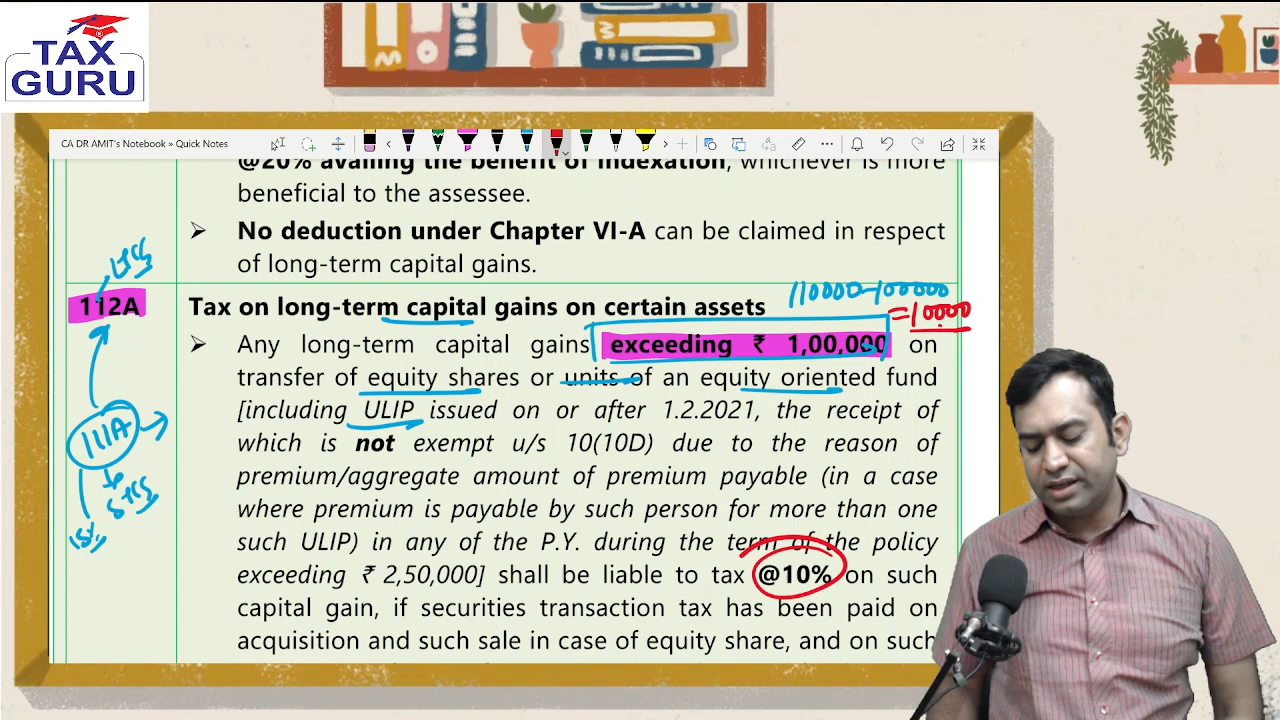 TAX
GURU
CA DR AMIT's Notebook » Quick Notes
@20% availing the benefit of indexation, whichever is more
beneficial to the assessee.
➢ No deduction under Chapter VI-A can be claimed in respect
of long-term capital gains.
LTCG
110000-100000
112A Tax on long-term capital gains on certain assets
=10000
➢ Any long-term capital gains exceeding ₹ 1,00,000 on
transfer of equity shares or units of an equity oriented fund
[including ULIP issued on or after 1.2.2021, the receipt of
111A
which is not exempt u/s 10(10D) due to the reason of
premium/aggregate amount of premium payable (in a case
STCG
where premium is payable by such person for more than one
15%
such ULIP) in any of the P.Y. during the term of the policy
exceeding ₹ 2,50,000] shall be liable to tax @10% on such
capital gain, if securities transaction tax has been paid on
acquisition and such sale in case of equity share, and on such